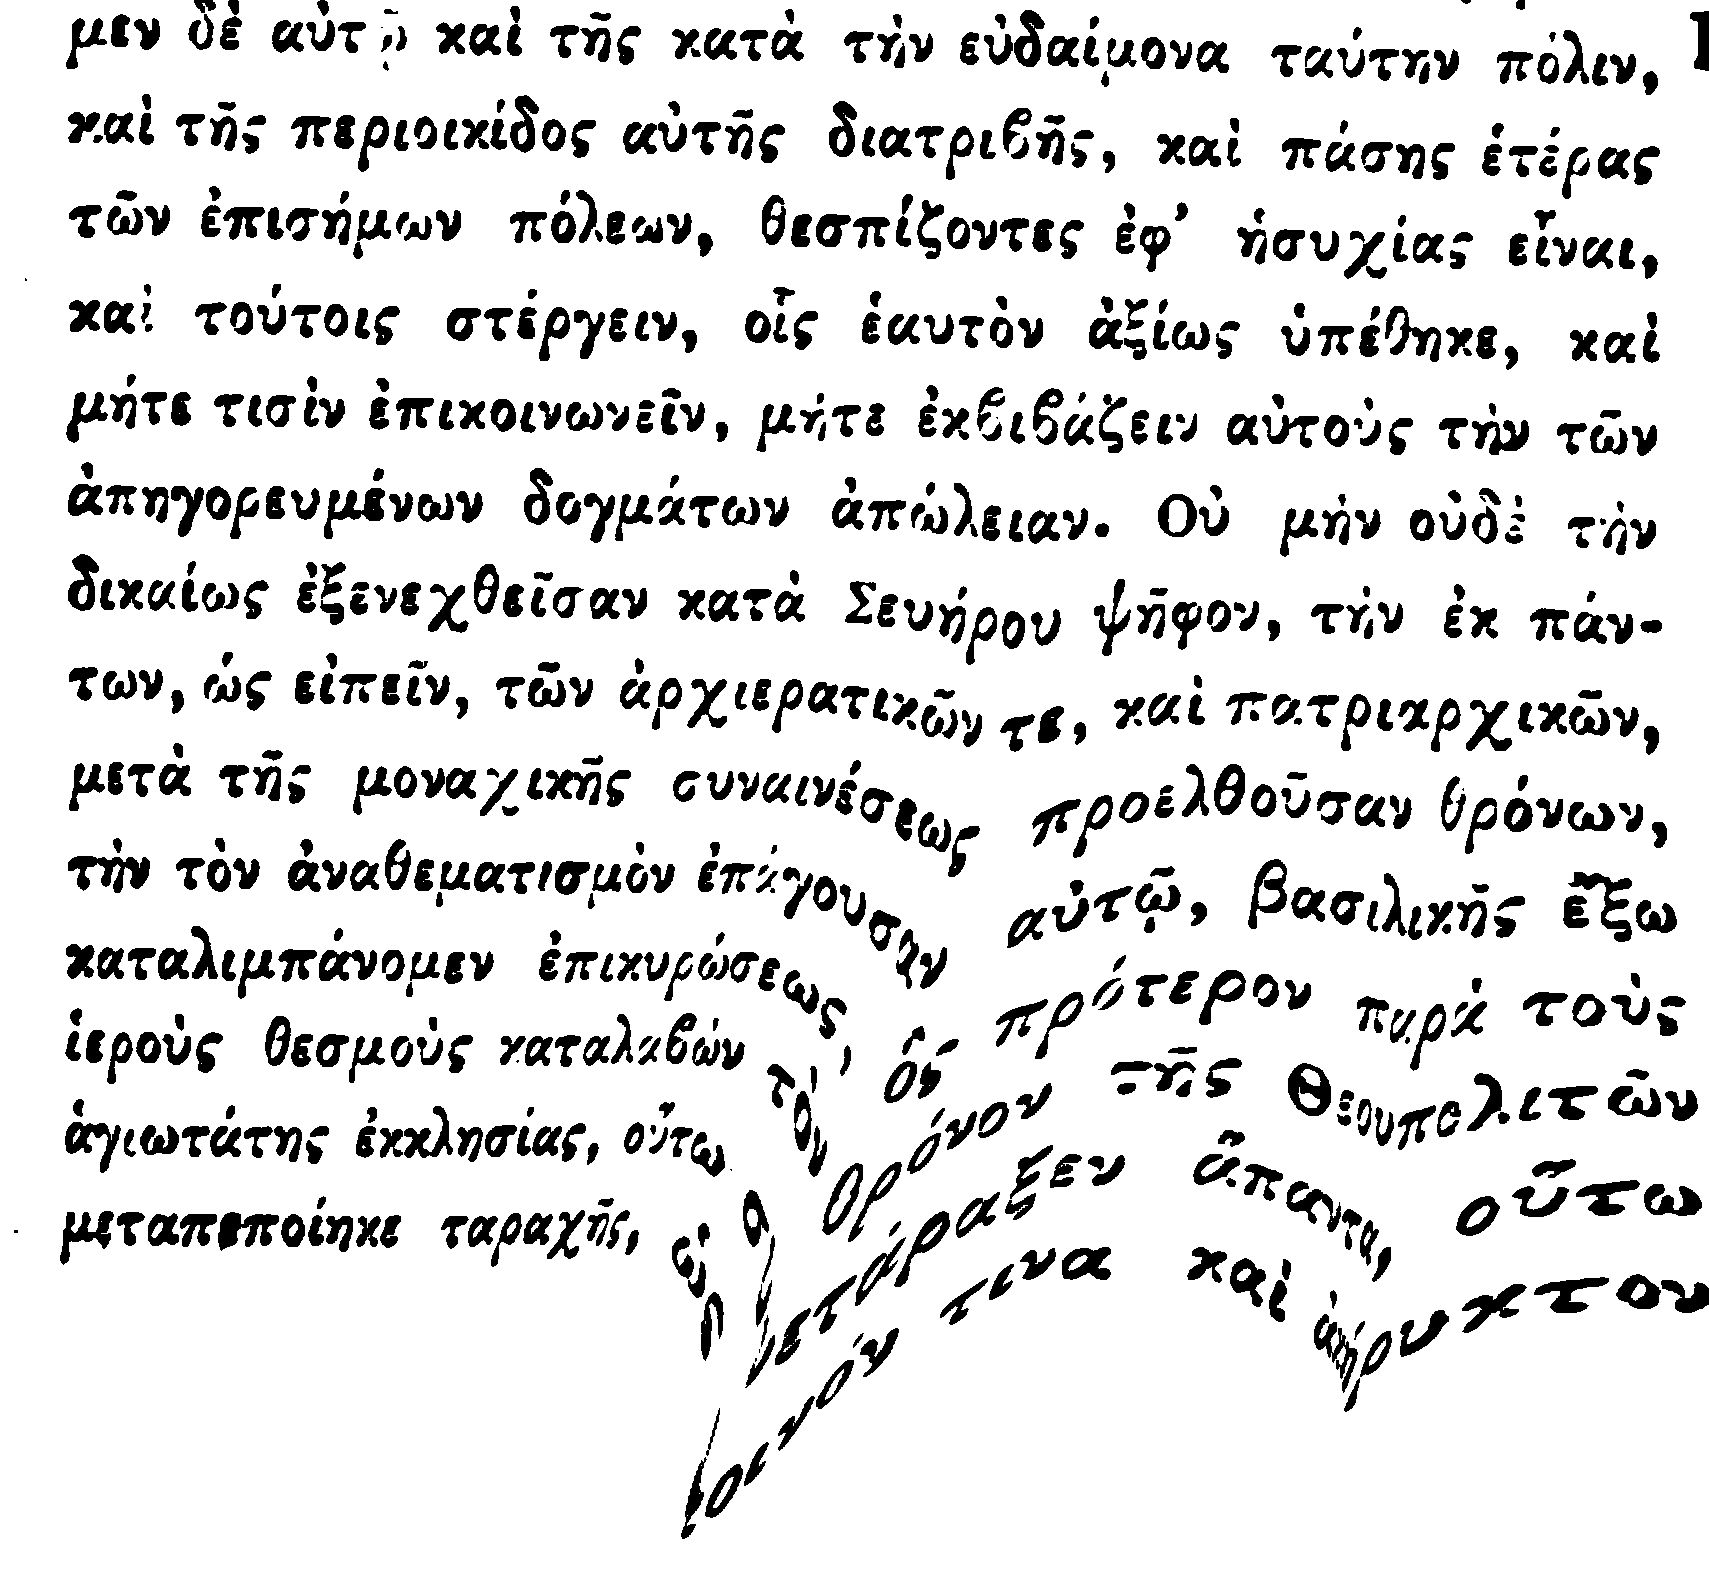 μεν δὲ αὐτῷ καὶ τῆς κατὰ τὴν εὐδαίμονα ταύτην πόλιν,
καὶ τῆς περιοικίδος αὐτῆς διατριϐῆς, καὶ πάσης ἑτέρας
τῶν ἐπισήμων πόλεων, θεσπίζοντες ἐφ' ἡσυχίας εἶναι,
καὶ τούτοις στέργειν, οἷς ἑαυτὸν ἀξίως ὑπέθηκε, καὶ
μήτε τισὶν ἐπικοινωνεῖν, μήτε ἐκϐιϐάζειν αὐτοὺς τὴν τῶν
ἀπηγορευμένων δογμάτων ἀπώλειαν. Οὐ μὴν οὐδὲ τὴν
δικαίως ἐξενεχθεῖσαν κατὰ Σευήρου ψῆφον, τὴν ἐκ πάν-
των, ὡς εἰπεῖν, τῶν ἀρχιερατικῶν τε, καὶ πατριαρχικῶν,
μετὰ τῆς μοναχικῆς συναινέσεως προελθοῦσαν θρόνων,
τὴν τὸν ἀναθεματισμὸν ἐπάγουσαν αὐτῷ, βασιλικῆς ἔξω
καταλιμπάνομεν ἐπικυρώσεως, ὃς πρότερον παρὰ τοὺς
ἱεροὺς θεσμοὺς καταλαϐὼν τὸν θρόνον τῆς Θεουπολιτῶν
ἁγιωτάτης ἐκκλησίας, οὕτω διετάραξεν ἅπαντα, οὕτω
μεταπεποίηκε ταραχῆς, κοινόν τινα καὶ ἀκήρυκτον